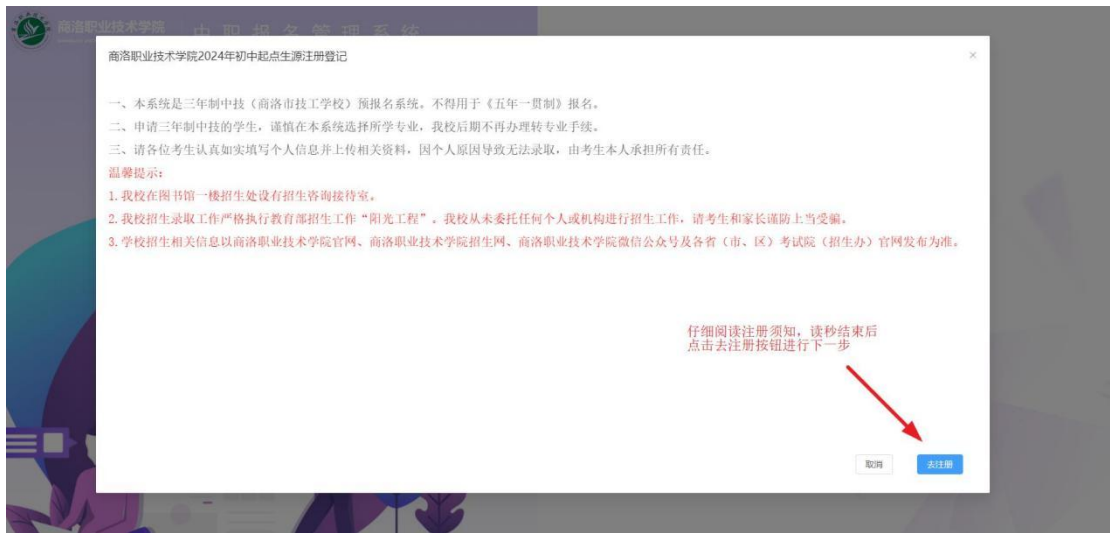 商洛职业技术学院
中职报名管理系统
商洛职业技术学院2024年初中起点生源注册登记
一、本系统是三年制中技（商洛市技工学校）预报名系统。不得用于《五年一贯制》报名。
二、申请三年制中技的学生，谨慎在本系统选择所学专业，我校后期不再办理转专业手续。
三、请各位考生认真如实填写个人信息并上传相关资料，因个人原因导致无法录取，由考生本人承担所有责任。
温馨提示：
1.我校在图书馆一楼招生处设有招生咨询接待室。
2.我校招生录取工作严格执行教育部招生工作“阳光工程”。我校从未委托任何个人或机构进行招生工作，请考生和家长谨防上当受骗。
3.学校招生相关信息以商洛职业技术学院官网、商洛职业技术学院招生网、商洛职业技术学院微信公众号及各省（市、区）考试院（招生办）官网发布为准。
仔细阅读注册须知，读秒结束后
点击去注册按钮进行下一步
取消
去注册